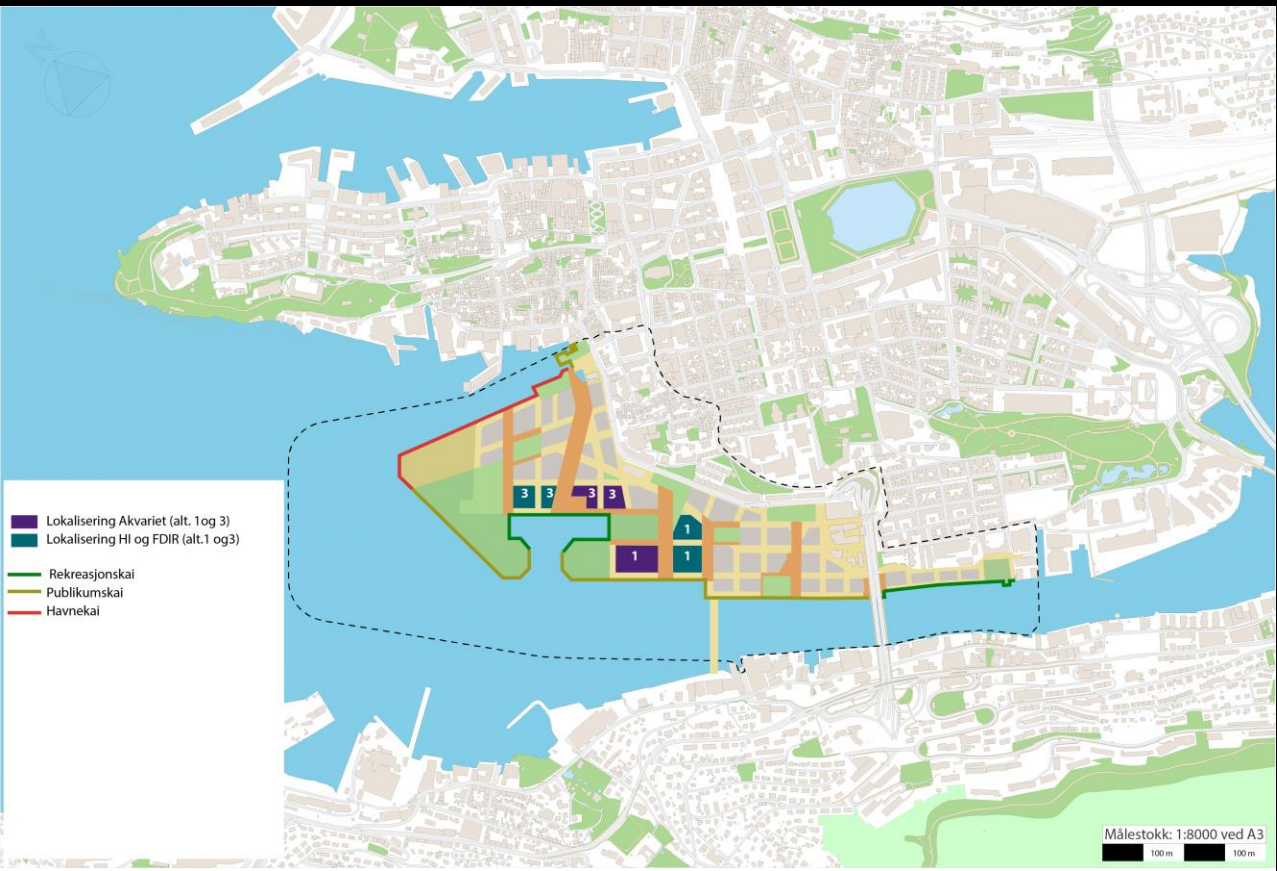 3
3
3
3
1
1
1
Lokalisering Akvariet (alt. 1og 3)
Lokalisering HI og FDIR (alt.1 og3)
Rekreasjonskai
Publikumskai
Havnekai
Målestokk: 1:8000 ved A3
100 m
100 m